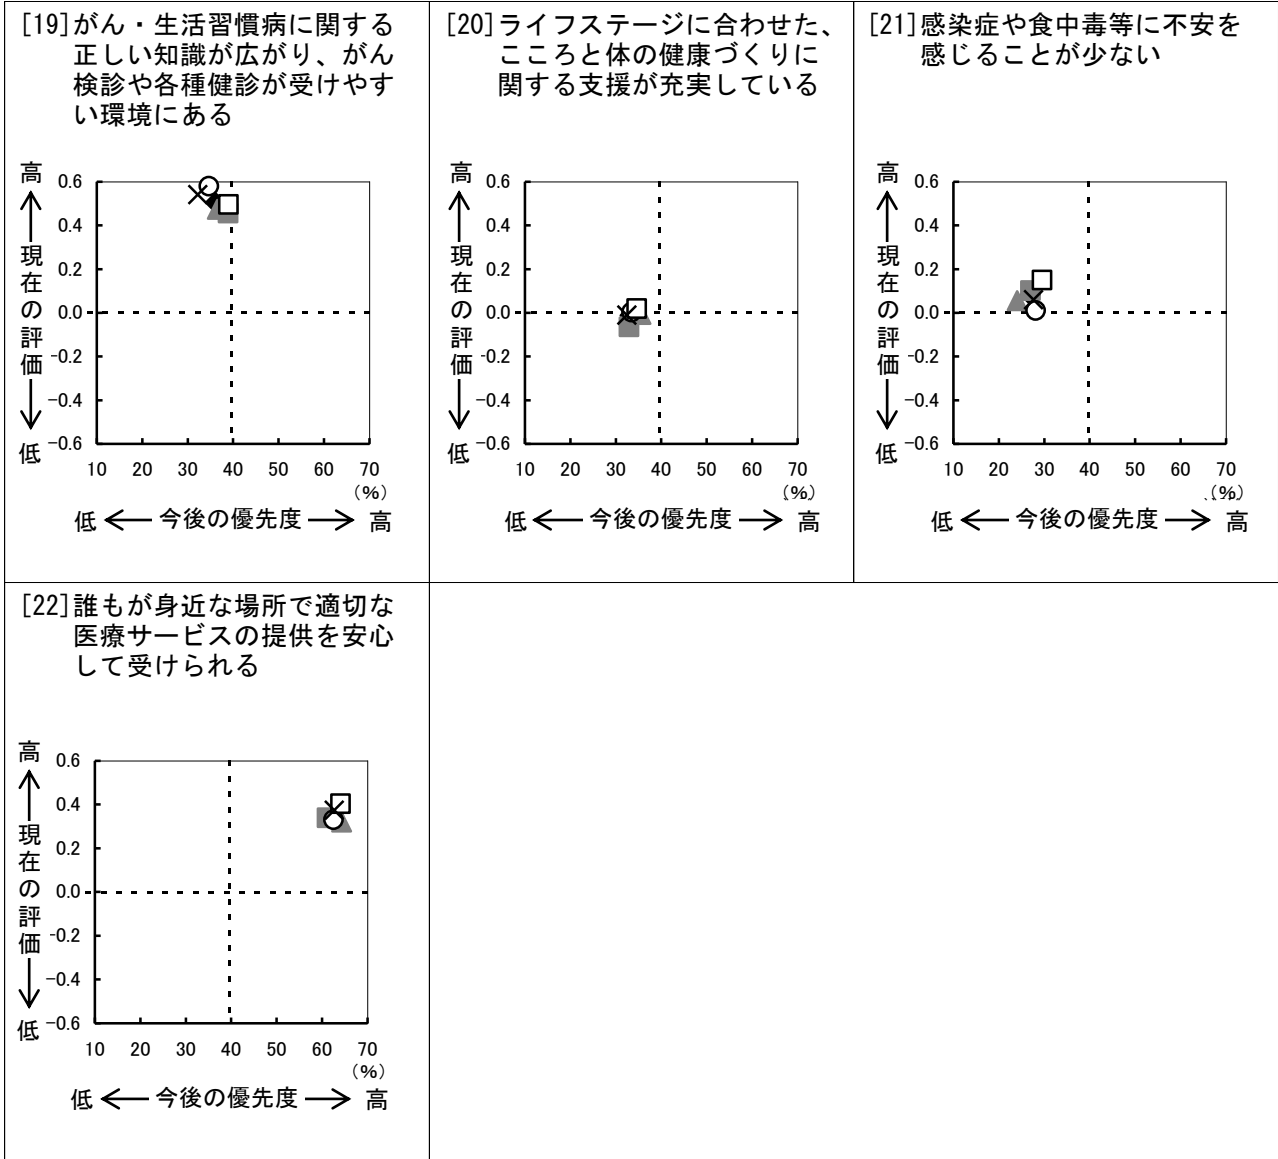 [19]がん・生活習慣病に関する
正しい知識が広がり、がん
検診や各種健診が受けやす
い環境にある
高
現在の評価
低
0.6
0.4
0.2
0.0
-0.2
-0.4
-0.6
10 20 30 40 50 60 70
(%)
低 ← 今後の優先度 → 高
[20]ライフステージに合わせた、
こころと体の健康づくりに
関する支援が充実している
高
現在の評価
低
0.6
0.4
0.2
0.0
-0.2
-0.4
-0.6
10 20 30 40 50 60 70
(%)
低 ← 今後の優先度 → 高
[21]感染症や食中毒等に不安を
感じることが少ない
高
現在の評価
低
0.6
0.4
0.2
0.0
-0.2
-0.4
-0.6
10 20 30 40 50 60 70
(%)
低 ← 今後の優先度 → 高
[22]誰もが身近な場所で適切な
医療サービスの提供を安心
して受けられる
高
現在の評価
低
0.6
0.4
0.2
0.0
-0.2
-0.4
-0.6
10 20 30 40 50 60 70
(%)
低 ← 今後の優先度 → 高